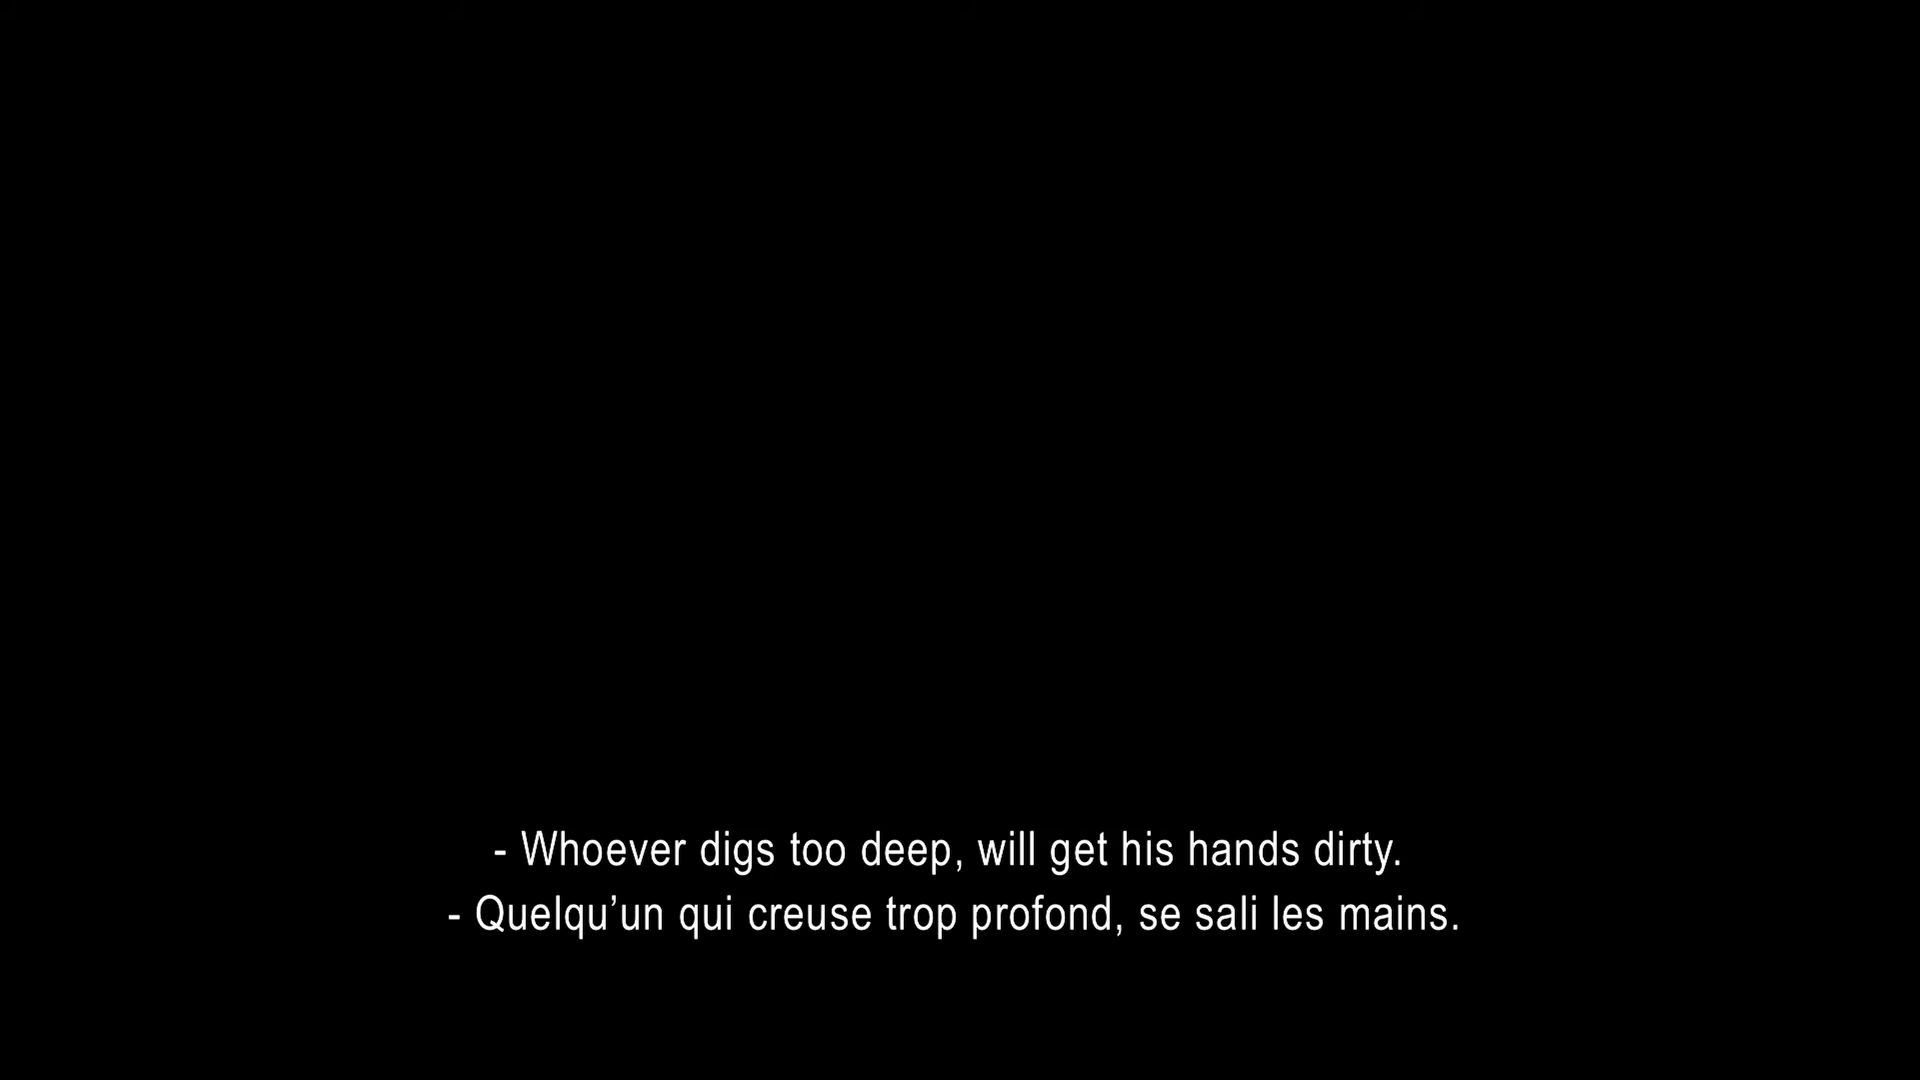 - Whoever digs too deep, will get his hands dirty.
- Quelqu’un qui creuse trop profond, se sali les mains.